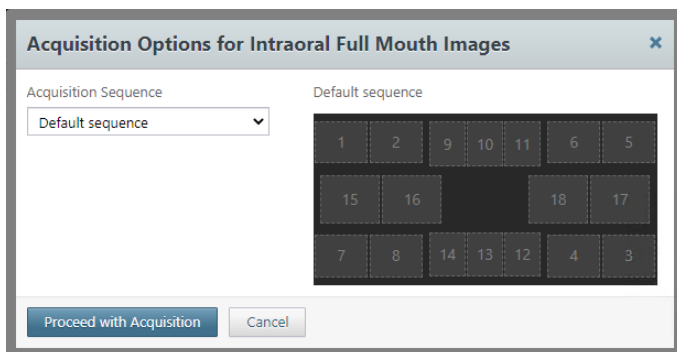 Acquisition Options for Intraoral Full Mouth Images ×
Acquisition Sequence
Default sequence
Default sequence
1 2 9 10 11 6 5
15 16 18 17
7 8 14 13 12 4 3
Proceed with Acquisition Cancel